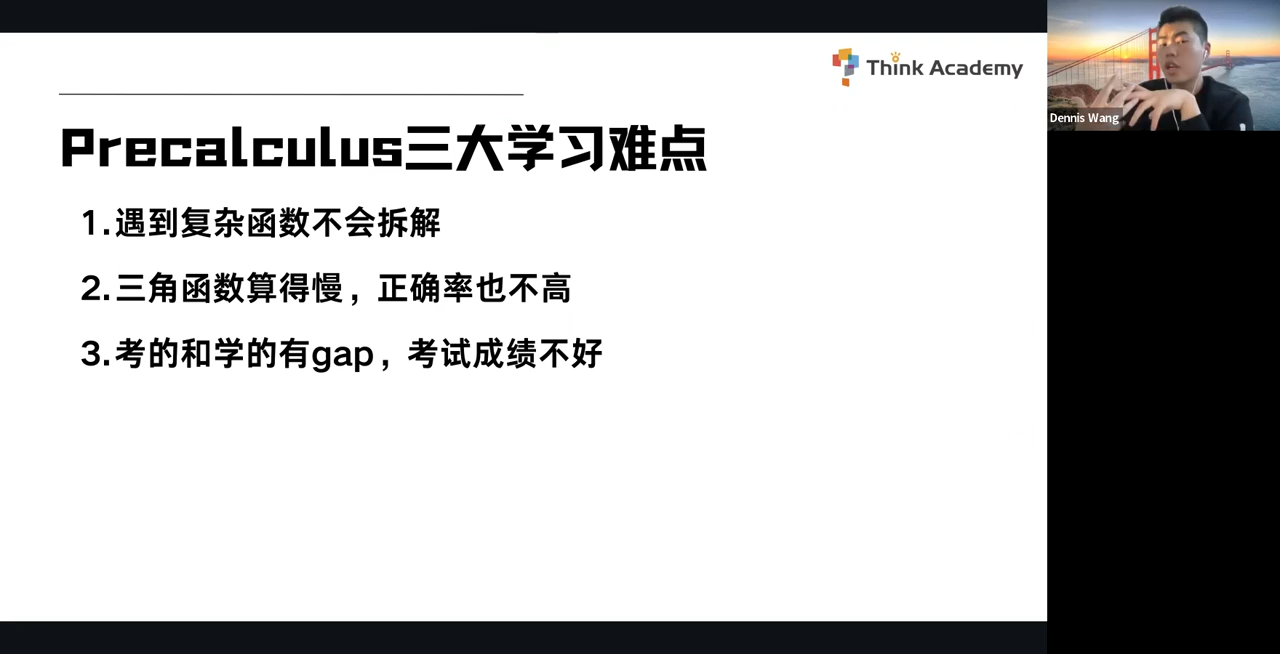 Think Academy
Dennis Wang
Precalculus三大学习难点
1.遇到复杂函数不会拆解
2.三角函数算得慢，正确率也不高
3.考的和学的有gap，考试成绩不好